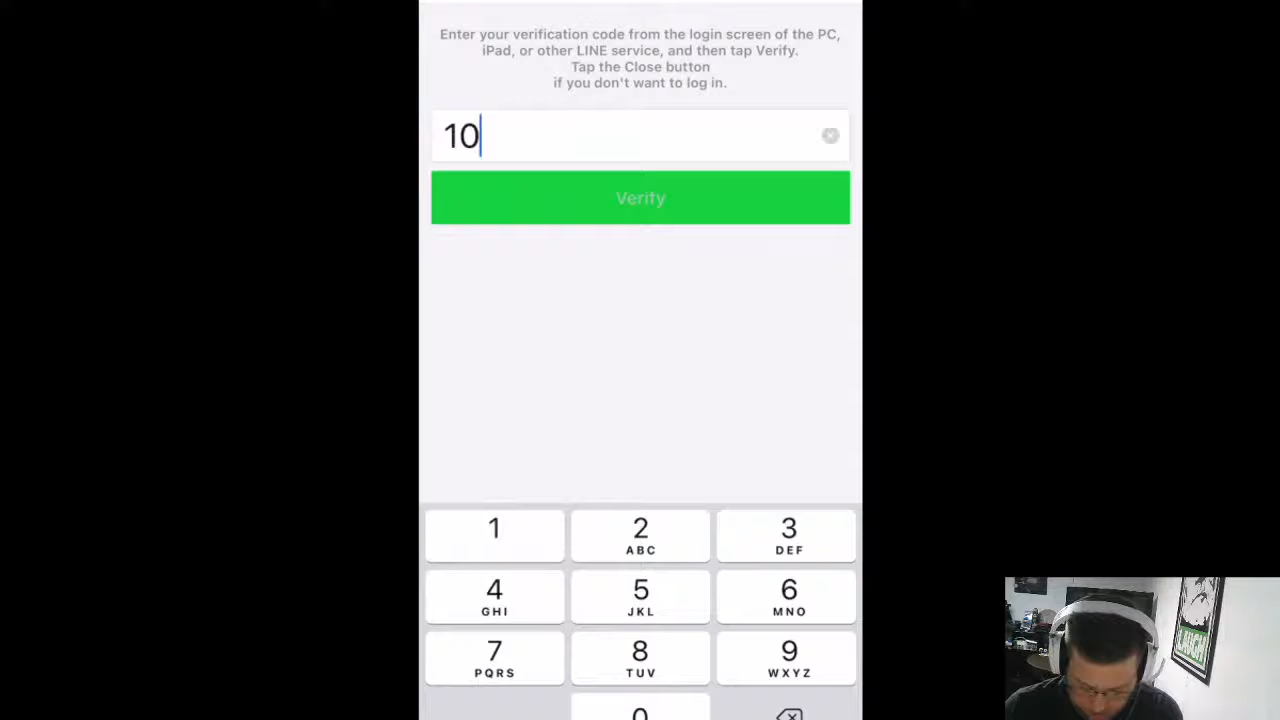 Enter your verification code from the login screen of the PC,
iPad, or other LINE service, and then tap Verify.
Tap the Close button
if you don't want to log in.
10
Verify
1
2
ABC
3
DEF
4
GHI
5
JKL
6
MNO
7
PQRS
8
TUV
9
WXYZ
0
LAUGH